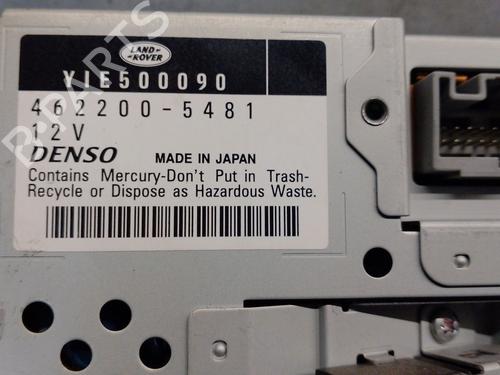 LAND
ROVER
YIE500090
462200-5481
12V
DENSO MADE IN JAPAN
Contains Mercury-Don't Put in Trash-
Recycle or Dispose as Hazardous Waste.